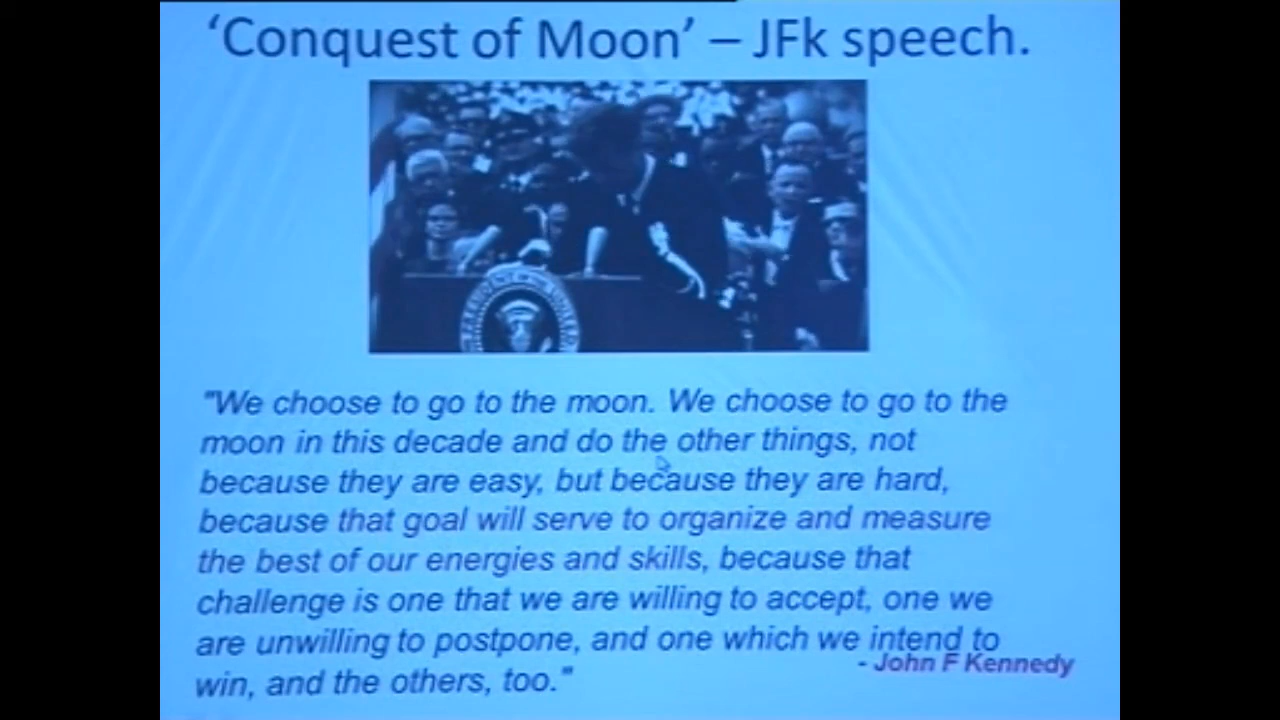 ‘Conquest of Moon’ – JFk speech.
"We choose to go to the moon. We choose to go to the
moon in this decade and do the other things, not
because they are easy, but because they are hard,
because that goal will serve to organize and measure
the best of our energies and skills, because that
challenge is one that we are willing to accept, one we
are unwilling to postpone, and one which we intend to
win, and the others, too."
- John F Kennedy